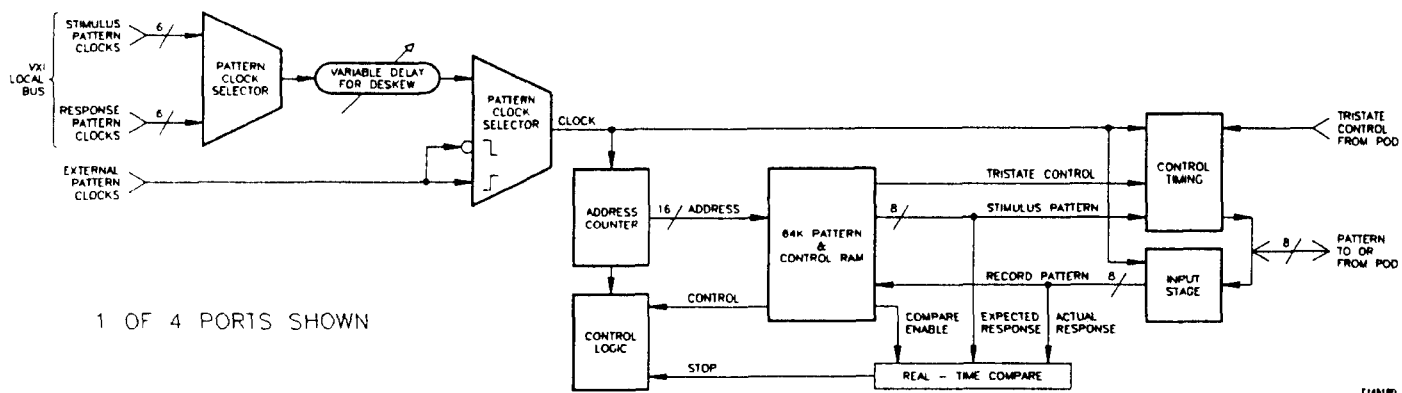 VXI
LOCAL
BUS
STIMULUS
PATTERN
CLOCKS
6
RESPONSE
PATTERN
CLOCKS
6
EXTERNAL
PATTERN
CLOCKS
PATTERN
CLOCK
SELECTOR
VARIABLE DELAY
FOR DESKEW
PATTERN
CLOCK
SELECTOR
CLOCK
ADDRESS
COUNTER
16
ADDRESS
64K PATTERN
&
CONTROL RAM
TRISTATE CONTROL
8
STIMULUS PATTERN
RECORD PATTERN
8
CONTROL
TIMING
TRISTATE
CONTROL
FROM POD
INPUT
STAGE
8
PATTERN
TO OR
FROM POD
CONTROL
LOGIC
CONTROL
STOP
COMPARE
ENABLE
EXPECTED
RESPONSE
ACTUAL
RESPONSE
REAL - TIME COMPARE
1 OF 4 PORTS SHOWN